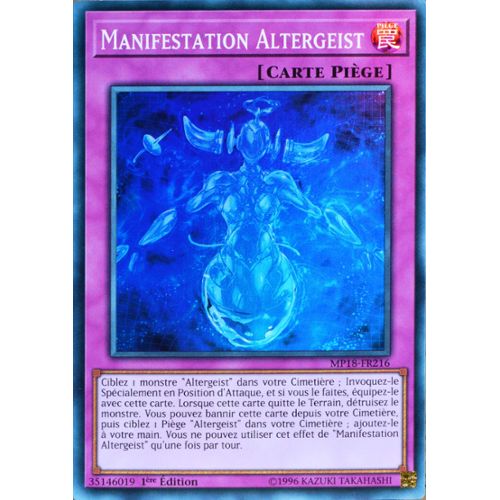 MANIFESTATION ALTERGEIST
PIÈGE
罠
[CARTE PIÈGE]
MP18-FR216
Ciblez 1 monstre "Altergeist" dans votre Cimetière ; Invoquez-le
Spécialement en Position d'Attaque, et si vous le faites, équipez-le
avec cette carte. Lorsque cette carte quitte le Terrain, détruisez le
monstre. Vous pouvez bannir cette carte depuis votre Cimetière,
puis ciblez 1 Piège "Altergeist" dans votre Cimetière ; ajoutez-le
à votre main. Vous ne pouvez utiliser cet effet de "Manifestation
Altergeist" qu'une fois par tour.
35146019 1ère Édition ©1996 KAZUKI TAKAHASHI